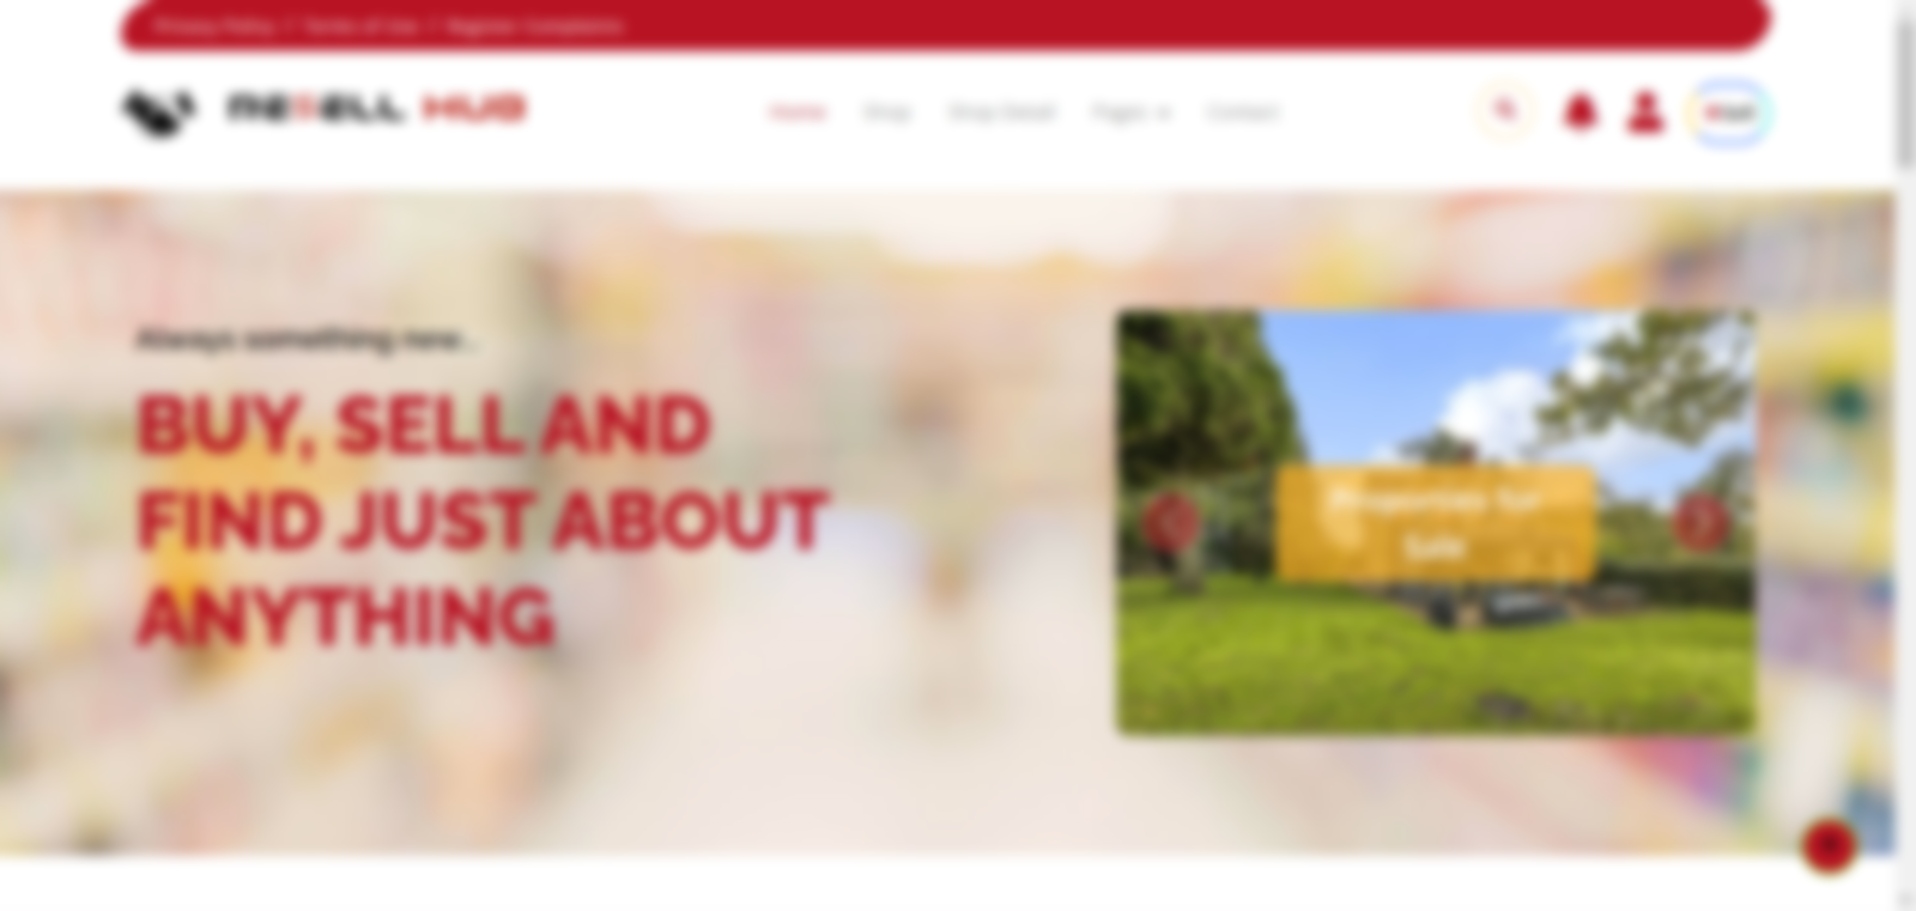 Privacy Policy / Terms of Use / Register Complaints
RESELL HUB
Home Shop Shop Detail Pages Contact
Sell
Always something new..
BUY, SELL AND
FIND JUST ABOUT
ANYTHING
Properties for
Sale